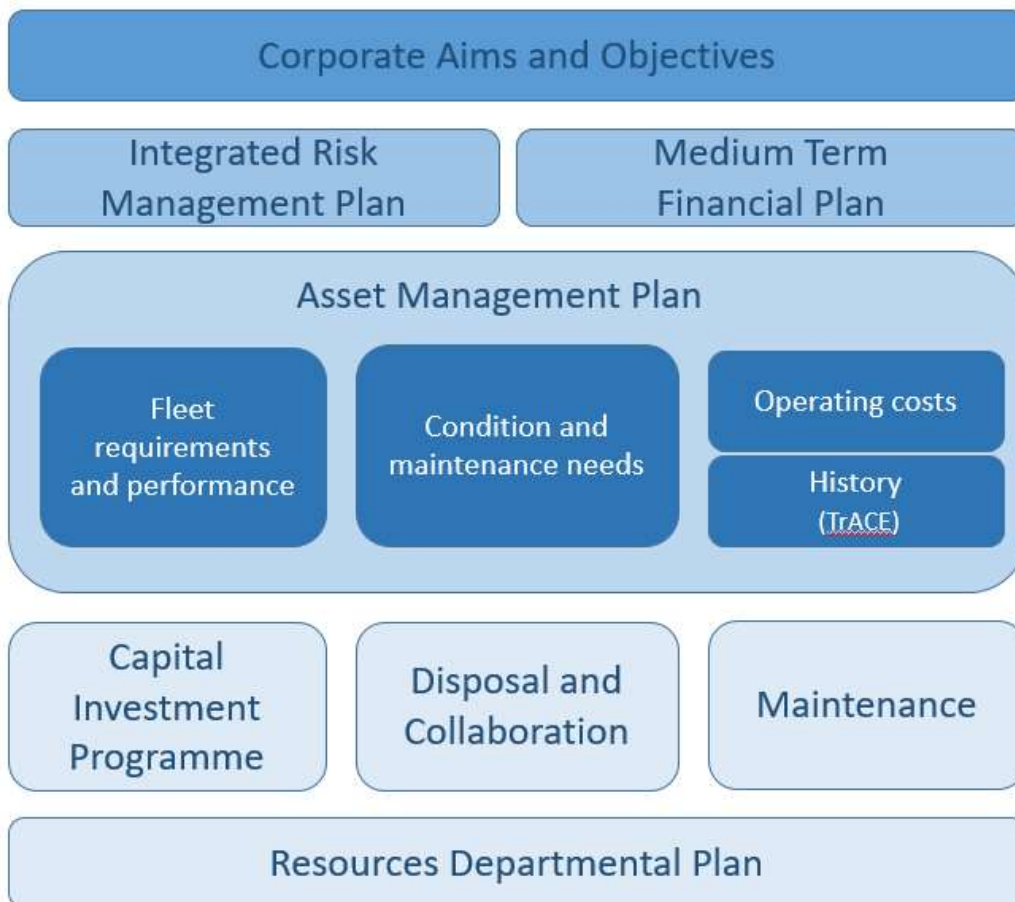 Corporate Aims and Objectives
Integrated Risk
Management Plan
Medium Term
Financial Plan
Asset Management Plan
Fleet
requirements
and performance
Condition and
maintenance needs
Operating costs
History
(TrACE)
Capital
Investment
Programme
Disposal and
Collaboration
Maintenance
Resources Departmental Plan